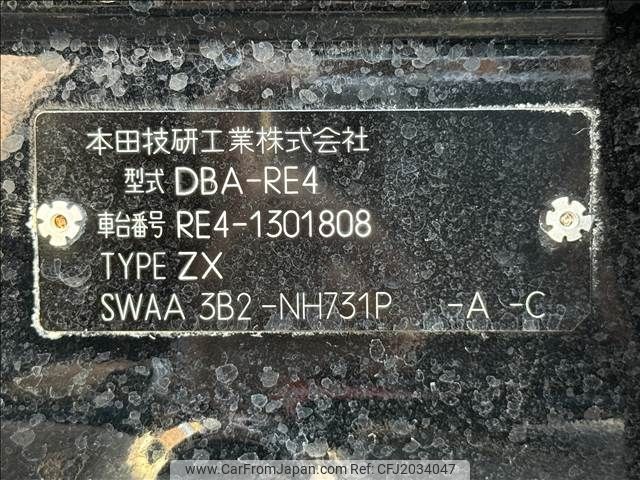 本田技研工業株式会社
型式 DBA-RE4
車台番号 RE4-1301808
TYPE ZX
SWAA 3B2-NH731P -A -C
www.CarFromJapan.com | Ref: CFJ2034047